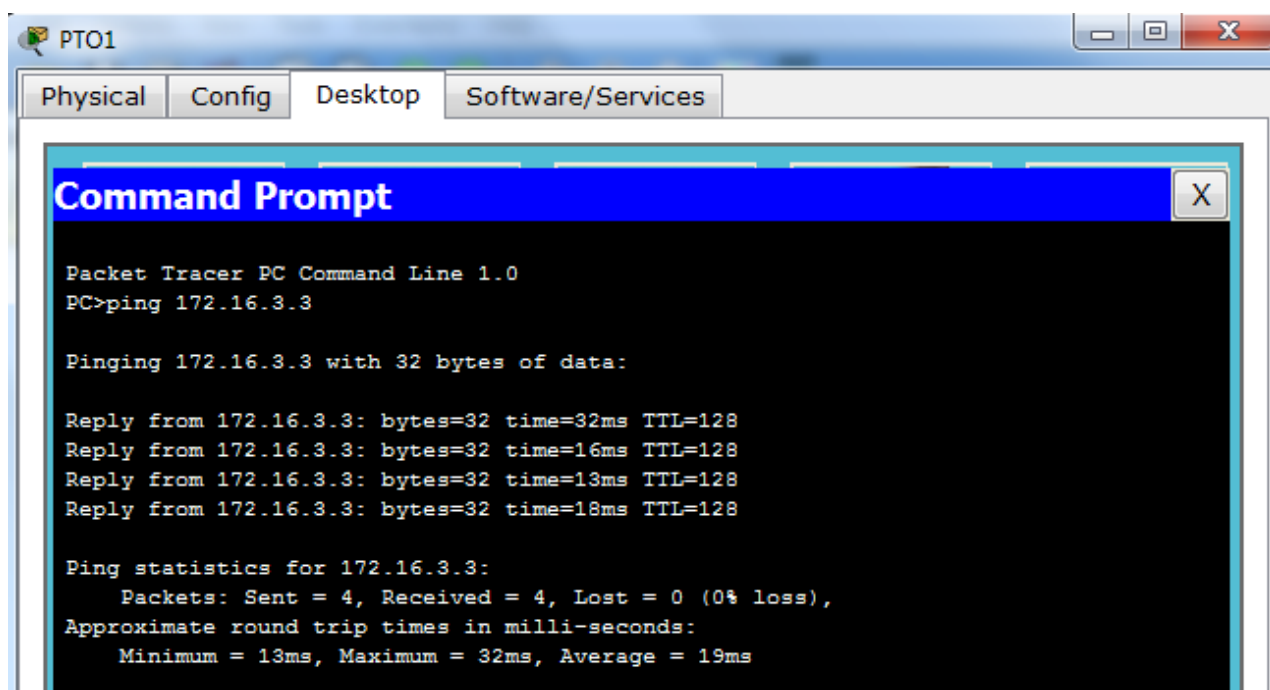 PTO1
X
Physical Config Desktop Software/Services
Command Prompt
X
Packet Tracer PC Command Line 1.0
PC>ping 172.16.3.3
Pinging 172.16.3.3 with 32 bytes of data:
Reply from 172.16.3.3: bytes=32 time=32ms TTL=128
Reply from 172.16.3.3: bytes=32 time=16ms TTL=128
Reply from 172.16.3.3: bytes=32 time=13ms TTL=128
Reply from 172.16.3.3: bytes=32 time=18ms TTL=128
Ping statistics for 172.16.3.3:
Packets: Sent = 4, Received = 4, Lost = 0 (0% loss),
Approximate round trip times in milli-seconds:
Minimum = 13ms, Maximum = 32ms, Average = 19ms